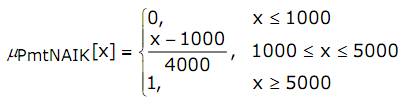 0, x ≤ 1000
μPmtNAIK[x] = { x − 1000 / 4000 , 1000 ≤ x ≤ 5000
1, x ≥ 5000